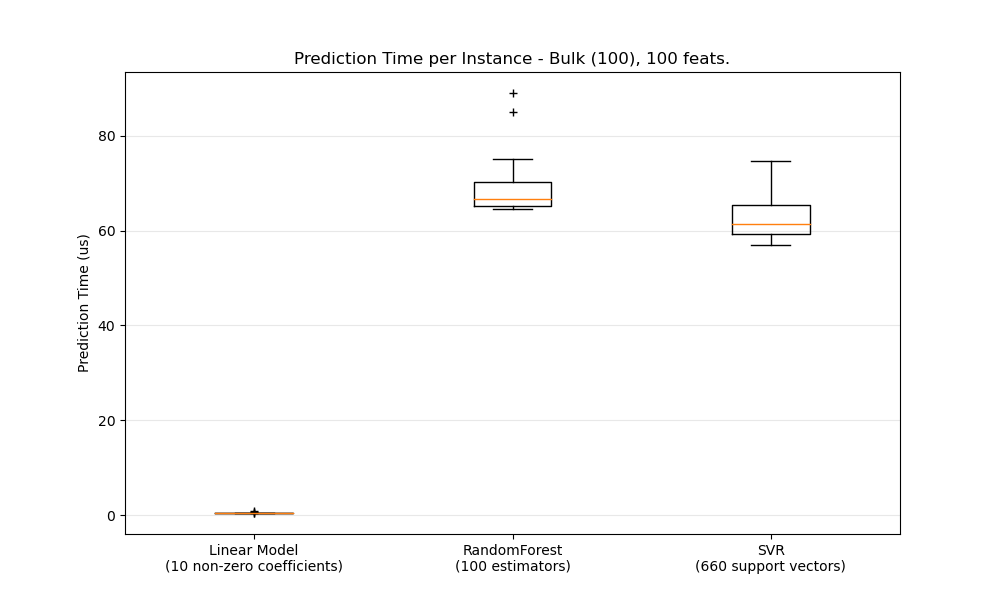 Prediction Time per Instance - Bulk (100), 100 feats.
Prediction Time (us)
80
60
40
20
0
Linear Model
(10 non-zero coefficients)
RandomForest
(100 estimators)
SVR
(660 support vectors)